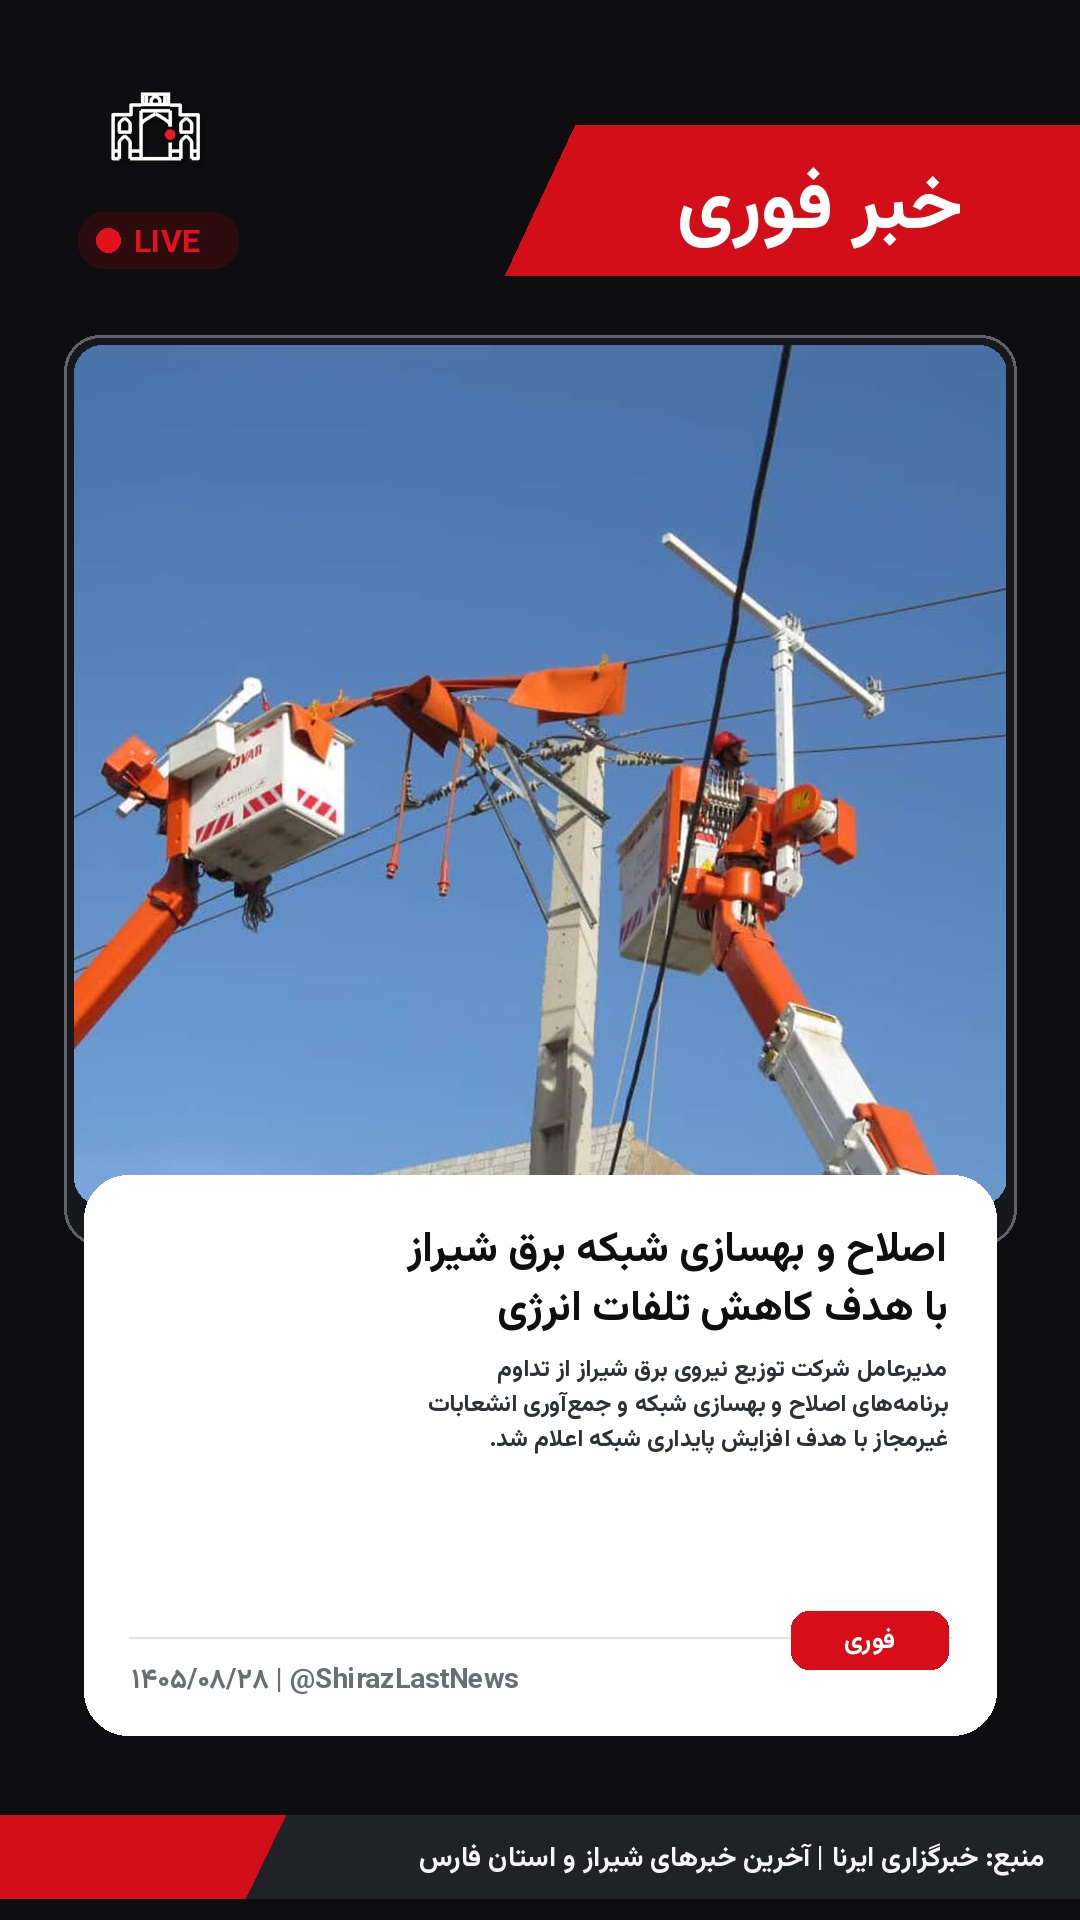 خبر فوری
LIVE
LAJVAR
اصلاح و بهسازی شبکه برق شیراز
با هدف کاهش تلفات انرژی
مدیرعامل شرکت توزیع نیروی برق شیراز از تداوم
برنامه‌های اصلاح و بهسازی شبکه و جمع‌آوری انشعابات
غیرمجاز با هدف افزایش پایداری شبکه اعلام شد.
فوری
۱۴۰۵/۰۸/۲۸ | @ShirazLastNews
منبع: خبرگزاری ایرنا | آخرین خبرهای شیراز و استان فارس